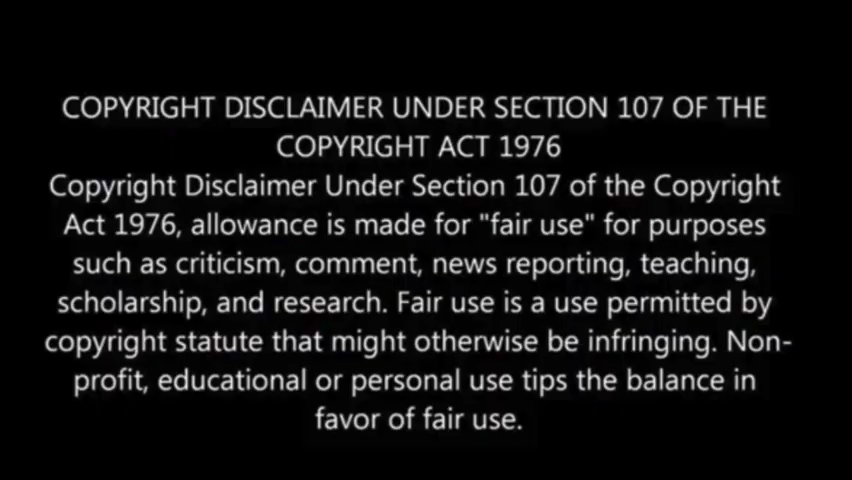 COPYRIGHT DISCLAIMER UNDER SECTION 107 OF THE
COPYRIGHT ACT 1976
Copyright Disclaimer Under Section 107 of the Copyright
Act 1976, allowance is made for "fair use" for purposes
such as criticism, comment, news reporting, teaching,
scholarship, and research. Fair use is a use permitted by
copyright statute that might otherwise be infringing. Non-
profit, educational or personal use tips the balance in
favor of fair use.